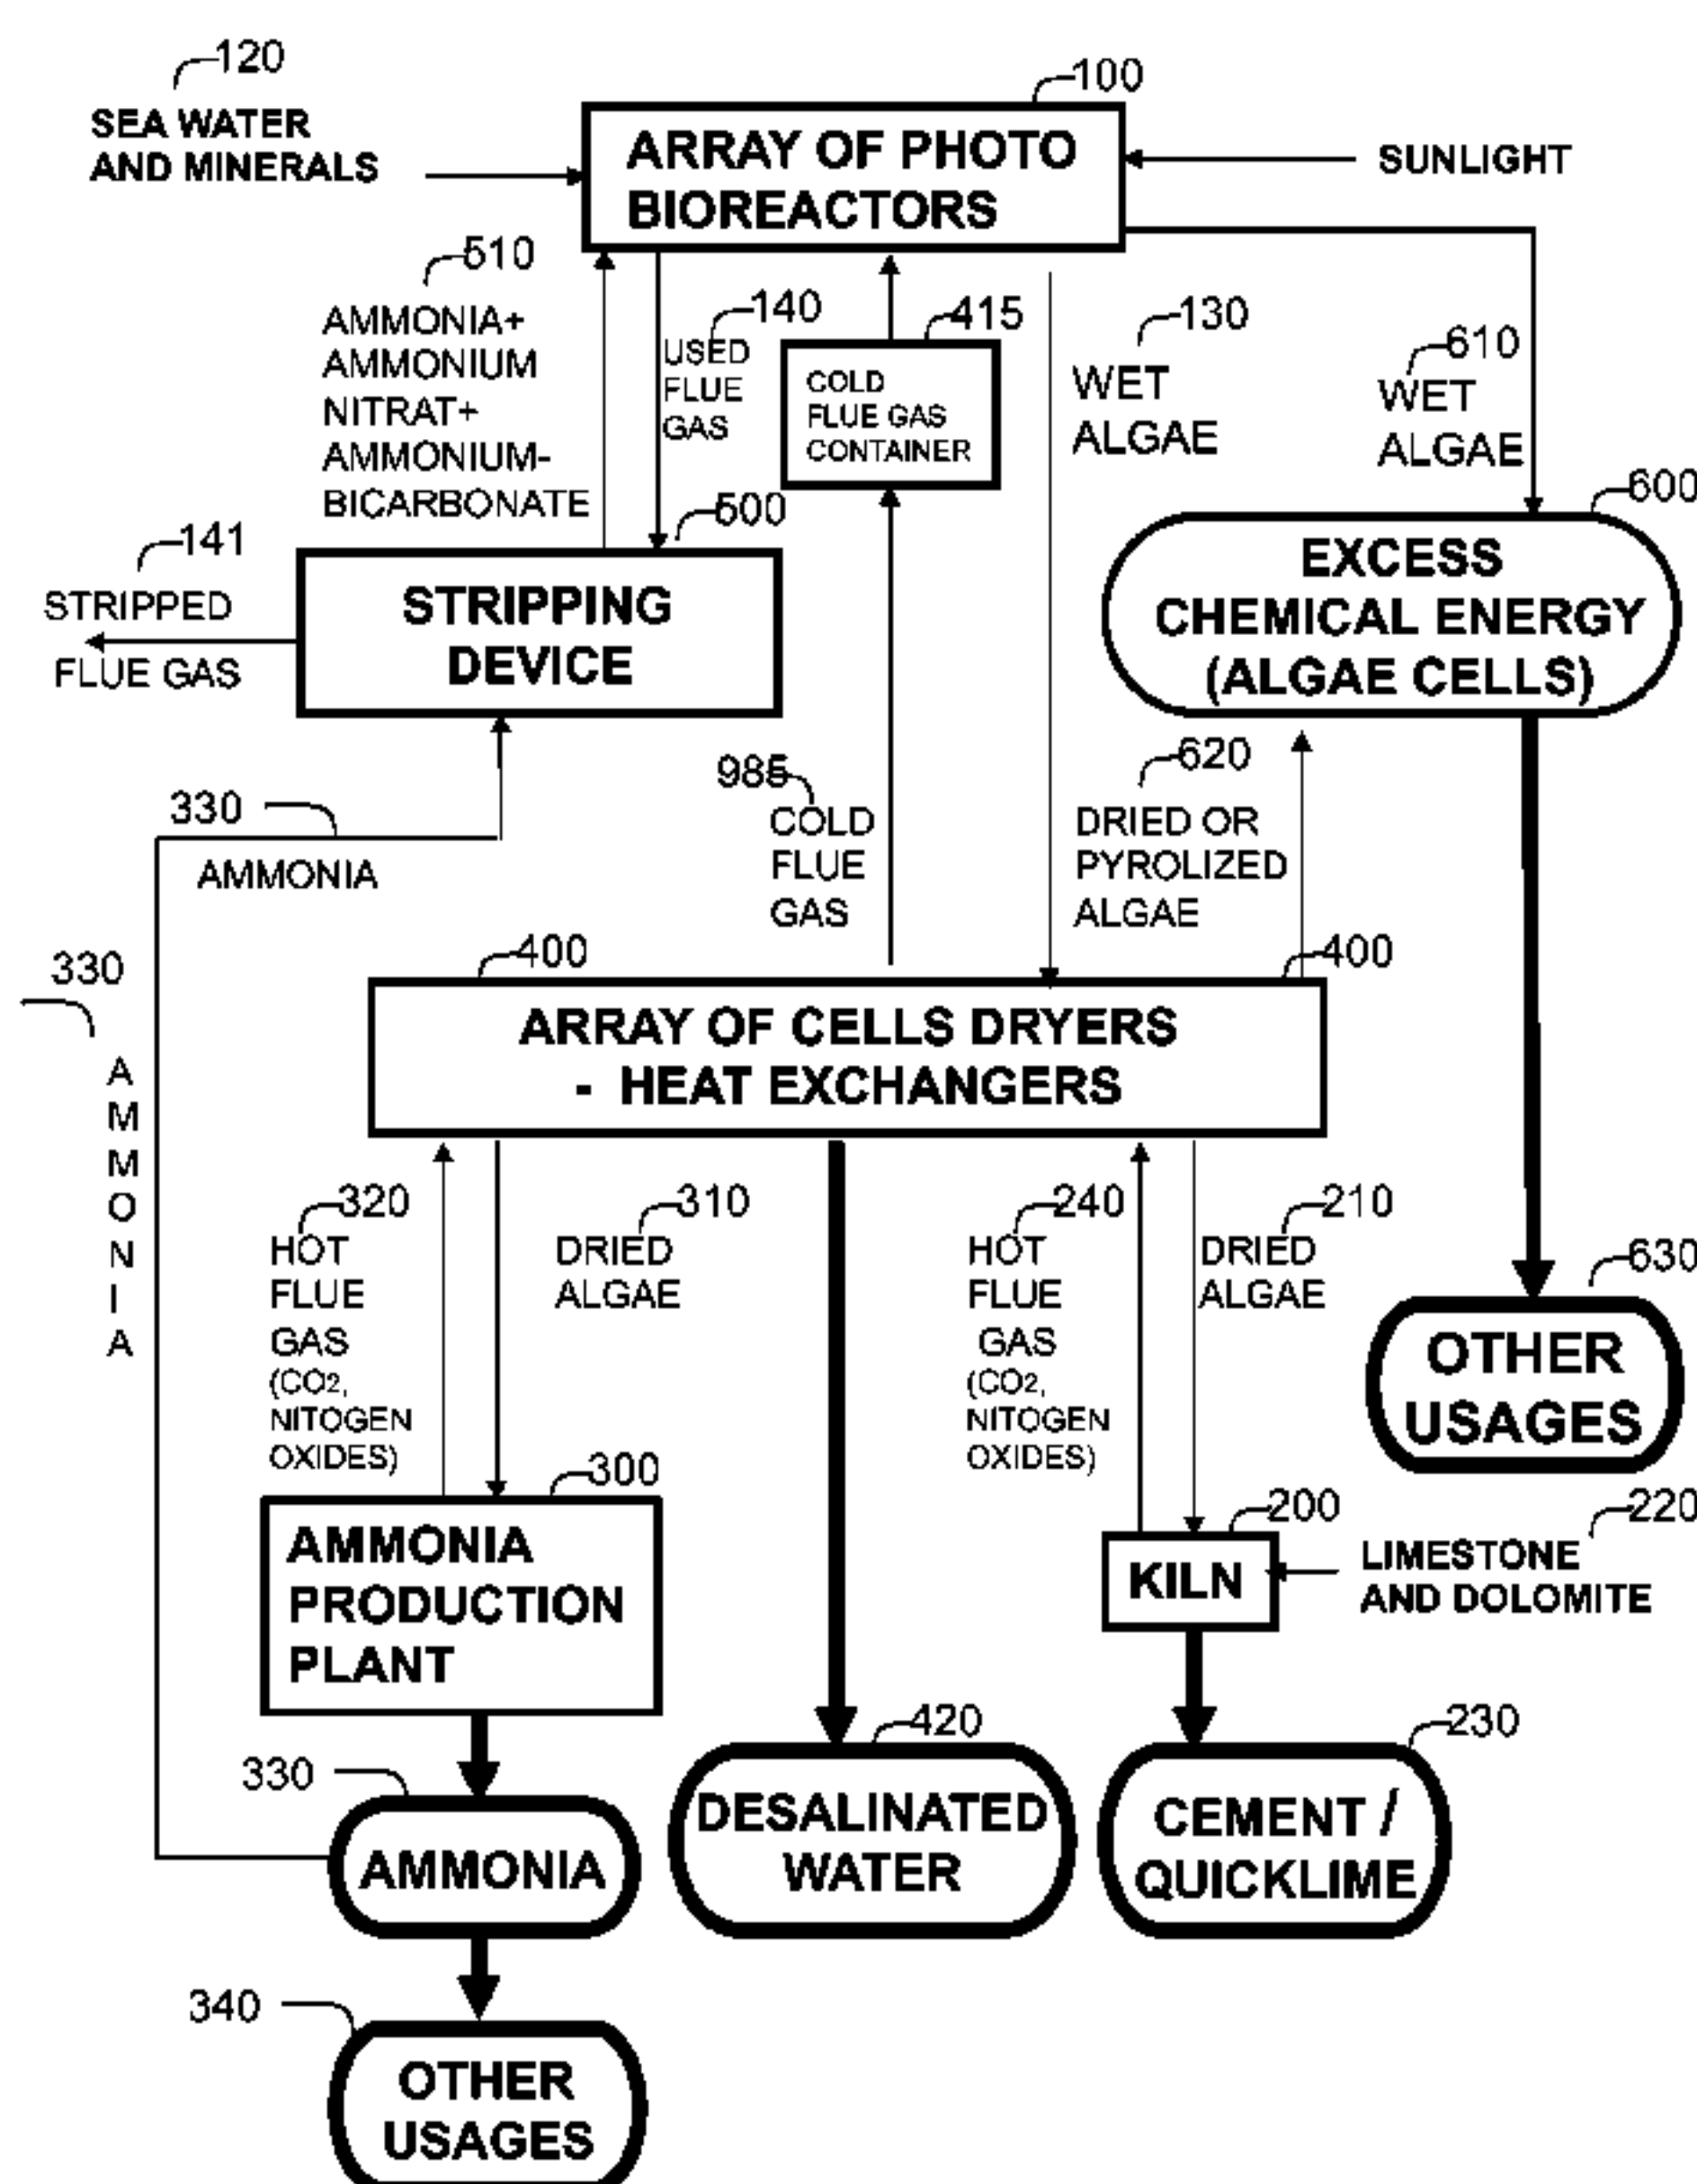 120
SEA WATER
AND MINERALS
100
ARRAY OF PHOTO
BIOREACTORS
SUNLIGHT
510
AMMONIA+
AMMONIUM
NITRAT+
AMMONIUM-
BICARBONATE
140
USED
FLUE
GAS
415
COLD
FLUE GAS
CONTAINER
130
WET
ALGAE
610
WET
ALGAE
600
EXCESS
CHEMICAL ENERGY
(ALGAE CELLS)
141
STRIPPED
FLUE GAS
500
STRIPPING
DEVICE
330
AMMONIA
985
COLD
FLUE
GAS
620
DRIED OR
PYROLIZED
ALGAE
330
A
M
M
O
N
I
A
400
400
ARRAY OF CELLS DRYERS
- HEAT EXCHANGERS
320
HOT
FLUE
GAS
(CO2,
NITOGEN
OXIDES)
310
DRIED
ALGAE
240
HOT
FLUE
GAS
(CO2,
NITOGEN
OXIDES)
210
DRIED
ALGAE
630
OTHER
USAGES
300
AMMONIA
PRODUCTION
PLANT
200
KILN
220
LIMESTONE
AND DOLOMITE
330
AMMONIA
420
DESALINATED
WATER
230
CEMENT /
QUICKLIME
340
OTHER
USAGES